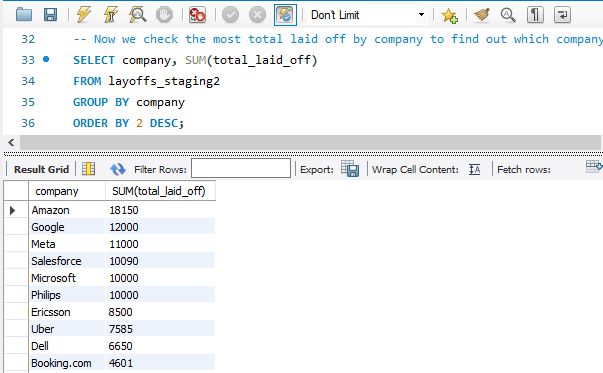 Don't Limit
32 -- Now we check the most total laid off by company to find out which company
33 SELECT company, SUM(total_laid_off)
34 FROM layoffs_staging2
35 GROUP BY company
36 ORDER BY 2 DESC;
Result Grid Filter Rows: Export: Wrap Cell Content: Fetch rows:
company SUM(total_laid_off)
Amazon 18150
Google 12000
Meta 11000
Salesforce 10090
Microsoft 10000
Philips 10000
Ericsson 8500
Uber 7585
Dell 6650
Booking.com 4601